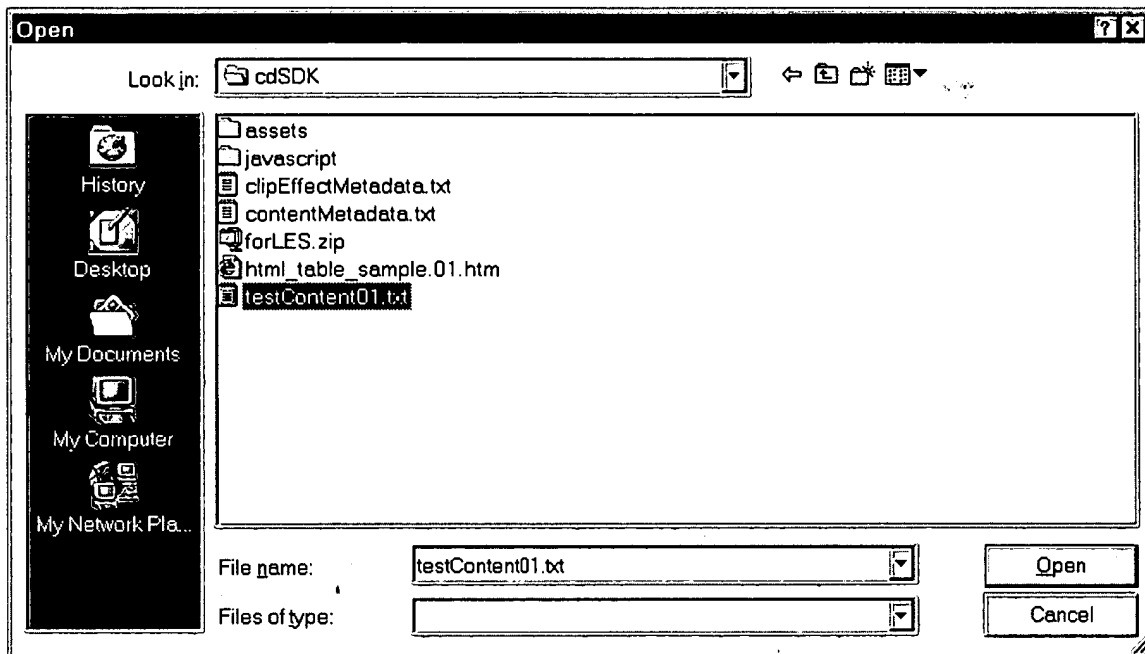 Open
Look in: cdSDK
History
Desktop
My Documents
My Computer
My Network Pla...
assets
javascript
clipEffectMetadata.txt
contentMetadata.txt
forLES.zip
html_table_sample.01.htm
testContent01.txt
File name: testContent01.txt Open
Files of type: Cancel